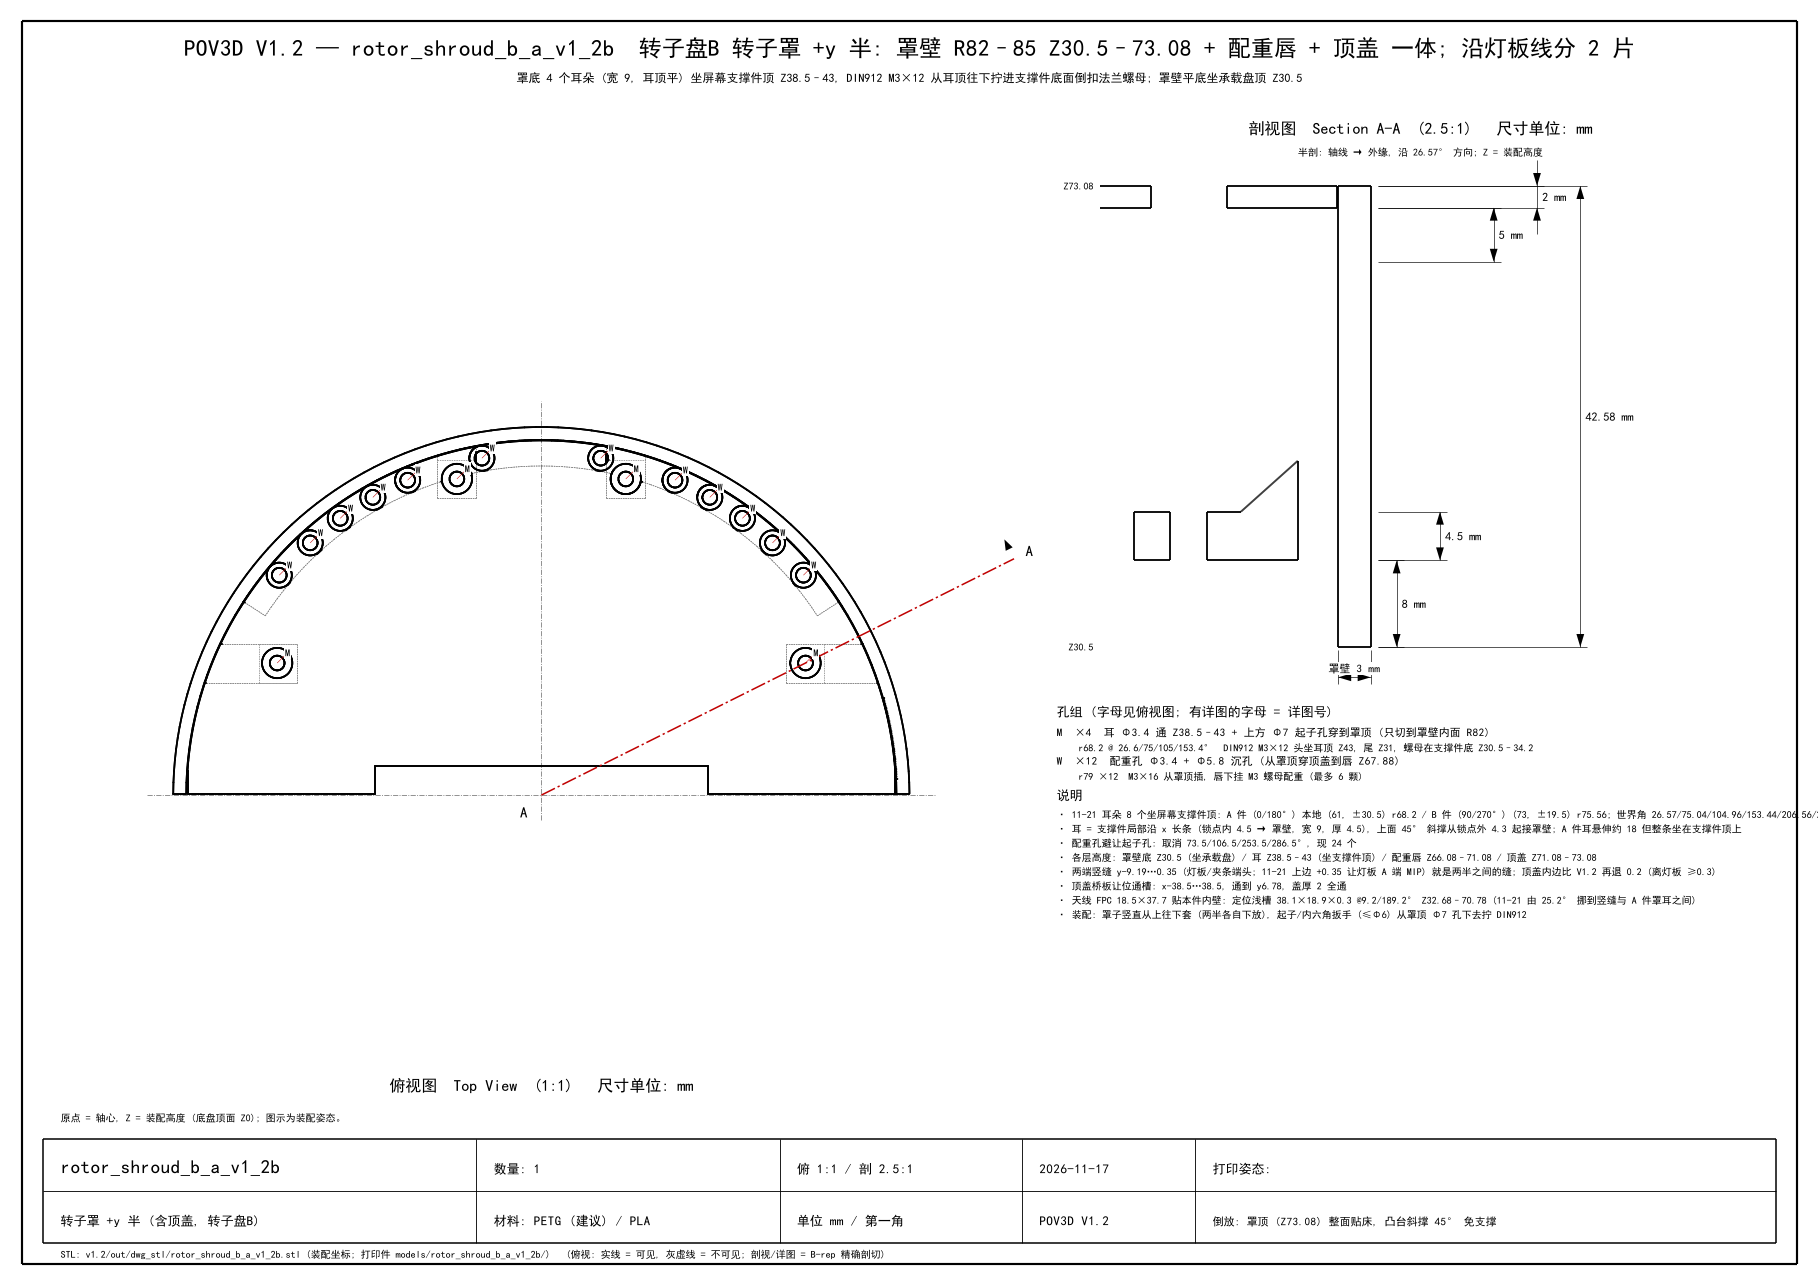 POV3D V1.2 — rotor_shroud_b_a_v1_2b 转子盘B 转子罩 +y 半: 罩壁 R82–85 Z30.5–73.08 + 配重唇 + 顶盖 一体; 沿灯板线分 2 片
罩底 4 个耳朵 (宽 9, 耳顶平) 坐屏幕支撑件顶 Z38.5–43, DIN912 M3×12 从耳顶往下拧进支撑件底面倒扣法兰螺母; 罩壁平底坐承载盘顶 Z30.5
剖视图 Section A-A (2.5:1) 尺寸单位: mm
半剖: 轴线 → 外缘, 沿 26.57° 方向; Z = 装配高度
Z73.08
2 mm
5 mm
42.58 mm
4.5 mm
8 mm
Z30.5
罩壁 3 mm
W
W
W
M
M
W
W
W
W
W
W
W
W
W
M
M
A
A
孔组 (字母见俯视图; 有详图的字母 = 详图号)
M ×4 耳 Φ3.4 通 Z38.5–43 + 上方 Φ7 起子孔穿到罩顶 (只切到罩壁内面 R82)
r68.2 @ 26.6/75/105/153.4° DIN912 M3×12 头坐耳顶 Z43, 尾 Z31, 螺母在支撑件底 Z30.5–34.2
W ×12 配重孔 Φ3.4 + Φ5.8 沉孔 (从罩顶穿顶盖到唇 Z67.88)
r79 ×12 M3×16 从罩顶插, 唇下挂 M3 螺母配重 (最多 6 颗)
说明
· 11-21 耳朵 8 个坐屏幕支撑件顶: A 件 (0/180°) 本地 (61, ±30.5) r68.2 / B 件 (90/270°) (73, ±19.5) r75.56; 世界角 26.57/75.04/104.96/153.44/206.56/
· 耳 = 支撑件局部沿 x 长条 (锁点内 4.5 → 罩壁, 宽 9, 厚 4.5), 上面 45° 斜撑从锁点外 4.3 起接罩壁; A 件耳悬伸约 18 但整条坐在支撑件顶上
· 配重孔避让起子孔: 取消 73.5/106.5/253.5/286.5°, 现 24 个
· 各层高度: 罩壁底 Z30.5 (坐承载盘) / 耳 Z38.5–43 (坐支撑件顶) / 配重唇 Z66.08–71.08 / 顶盖 Z71.08–73.08
· 两端竖缝 y-9.19…0.35 (灯板/夹条端头; 11-21 上边 +0.35 让灯板 A 端 MIP) 就是两半之间的缝; 顶盖内边比 V1.2 再退 0.2 (离灯板 ≥0.3)
· 顶盖桥板让位通槽: x-38.5…38.5, 通到 y6.78, 盖厚 2 全通
· 天线 FPC 18.5×37.7 贴本件内壁: 定位浅槽 38.1×18.9×0.3 @9.2/189.2° Z32.68–70.78 (11-21 由 25.2° 挪到竖缝与 A 件罩耳之间)
· 装配: 罩子竖直从上往下套 (两半各自下放), 起子/内六角扳手 (≤Φ6) 从罩顶 Φ7 孔下去拧 DIN912
俯视图 Top View (1:1) 尺寸单位: mm
原点 = 轴心, Z = 装配高度 (底盘顶面 Z0); 图示为装配姿态。
rotor_shroud_b_a_v1_2b 数量: 1 俯 1:1 / 剖 2.5:1 2026-11-17 打印姿态:
转子罩 +y 半 (含顶盖, 转子盘B) 材料: PETG (建议) / PLA 单位 mm / 第一角 POV3D V1.2 倒放: 罩顶 (Z73.08) 整面贴床, 凸台斜撑 45° 免支撑
STL: v1.2/out/dwg_stl/rotor_shroud_b_a_v1_2b.stl (装配坐标; 打印件 models/rotor_shroud_b_a_v1_2b/) (俯视: 实线 = 可见, 灰虚线 = 不可见; 剖视/详图 = B-rep 精确剖切)